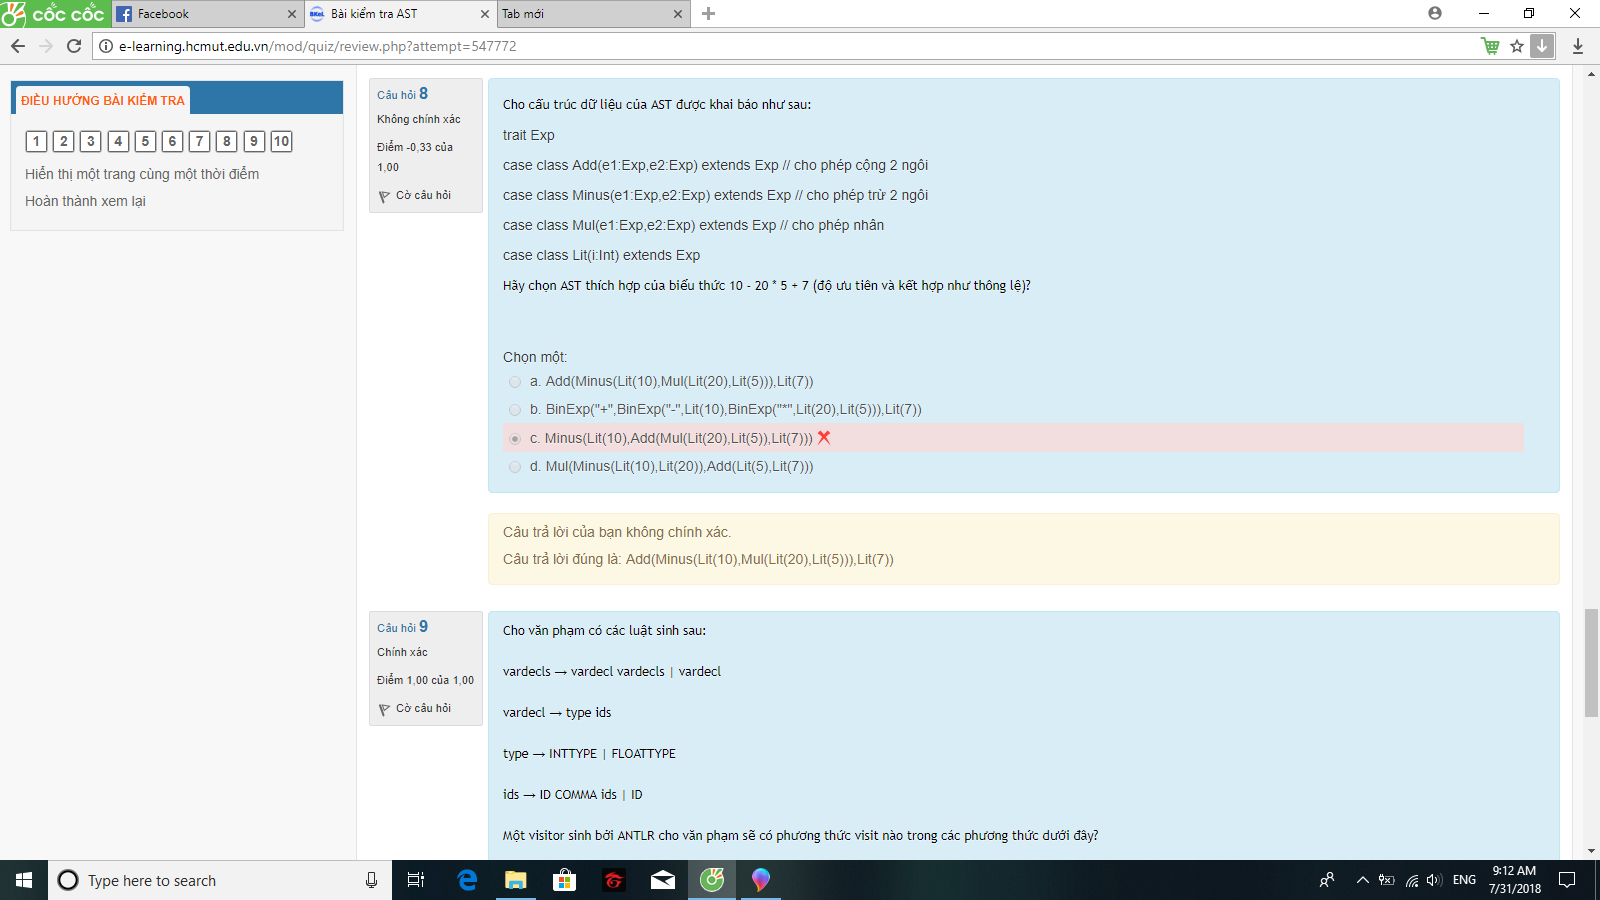 cốc cốc
Facebook
Bài kiểm tra AST
Tab mới
e-learning.hcmut.edu.vn/mod/quiz/review.php?attempt=547772
ĐIỀU HƯỚNG BÀI KIỂM TRA
1 2 3 4 5 6 7 8 9 10
Hiển thị một trang cùng một thời điểm
Hoàn thành xem lại
Câu hỏi 8
Không chính xác
Điểm -0,33 của
1,00
Cờ câu hỏi
Cho cấu trúc dữ liệu của AST được khai báo như sau:
trait Exp
case class Add(e1:Exp,e2:Exp) extends Exp // cho phép cộng 2 ngôi
case class Minus(e1:Exp,e2:Exp) extends Exp // cho phép trừ 2 ngôi
case class Mul(e1:Exp,e2:Exp) extends Exp // cho phép nhân
case class Lit(i:Int) extends Exp
Hãy chọn AST thích hợp của biểu thức 10 - 20 * 5 + 7 (độ ưu tiên và kết hợp như thông lệ)?
Chọn một:
a. Add(Minus(Lit(10),Mul(Lit(20),Lit(5))),Lit(7))
b. BinExp("+",BinExp("-",Lit(10),BinExp("*",Lit(20),Lit(5))),Lit(7))
c. Minus(Lit(10),Add(Mul(Lit(20),Lit(5)),Lit(7)))
d. Mul(Minus(Lit(10),Lit(20)),Add(Lit(5),Lit(7)))
Câu trả lời của bạn không chính xác.
Câu trả lời đúng là: Add(Minus(Lit(10),Mul(Lit(20),Lit(5))),Lit(7))
Câu hỏi 9
Chính xác
Điểm 1,00 của 1,00
Cờ câu hỏi
Cho văn phạm có các luật sinh sau:
vardecls → vardecl vardecls | vardecl
vardecl → type ids
type → INTTYPE | FLOATTYPE
ids → ID COMMA ids | ID
Một visitor sinh bởi ANTLR cho văn phạm sẽ có phương thức visit nào trong các phương thức dưới đây?
Type here to search
ENG
9:12 AM
7/31/2018